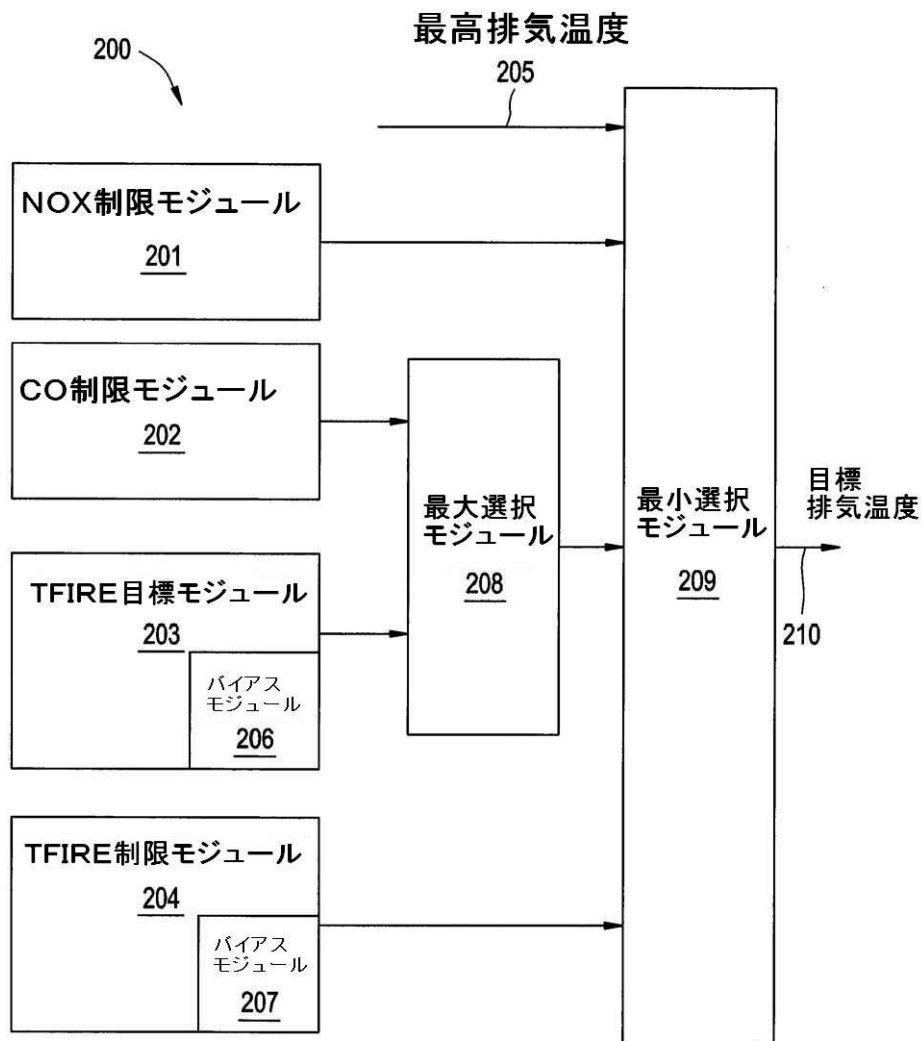 200
最高排気温度
205
NOX制限モジュール
201
CO制限モジュール
202
TFIRE目標モジュール
203
バイアス
モジュール
206
TFIRE制限モジュール
204
バイアス
モジュール
207
最大選択
モジュール
208
最小選択
モジュール
209
目標
排気温度
210